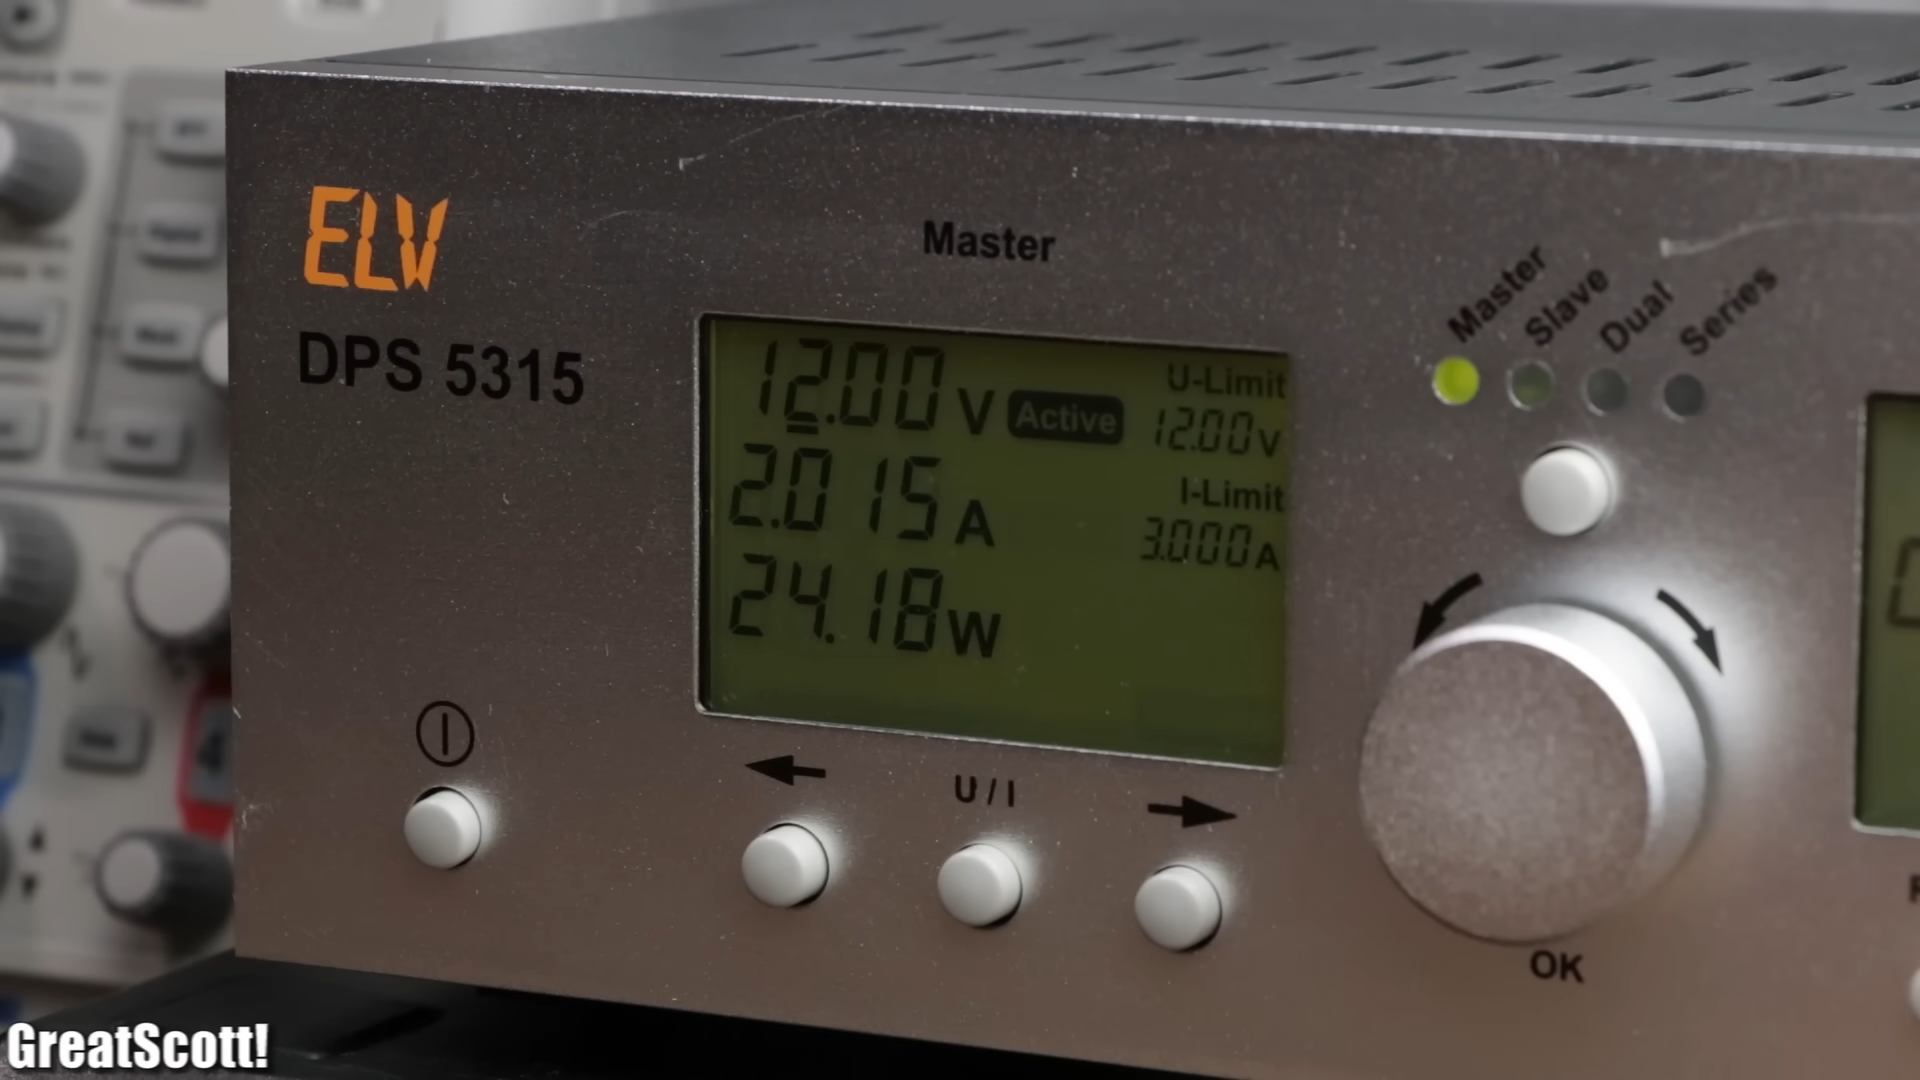 ELV
DPS 5315
Master
12.00 V Active
U-Limit
12.00 V
2.015 A
I-Limit
3.000 A
24.18 W
U / I
Master
Slave
Dual
Series
OK
GreatScott!